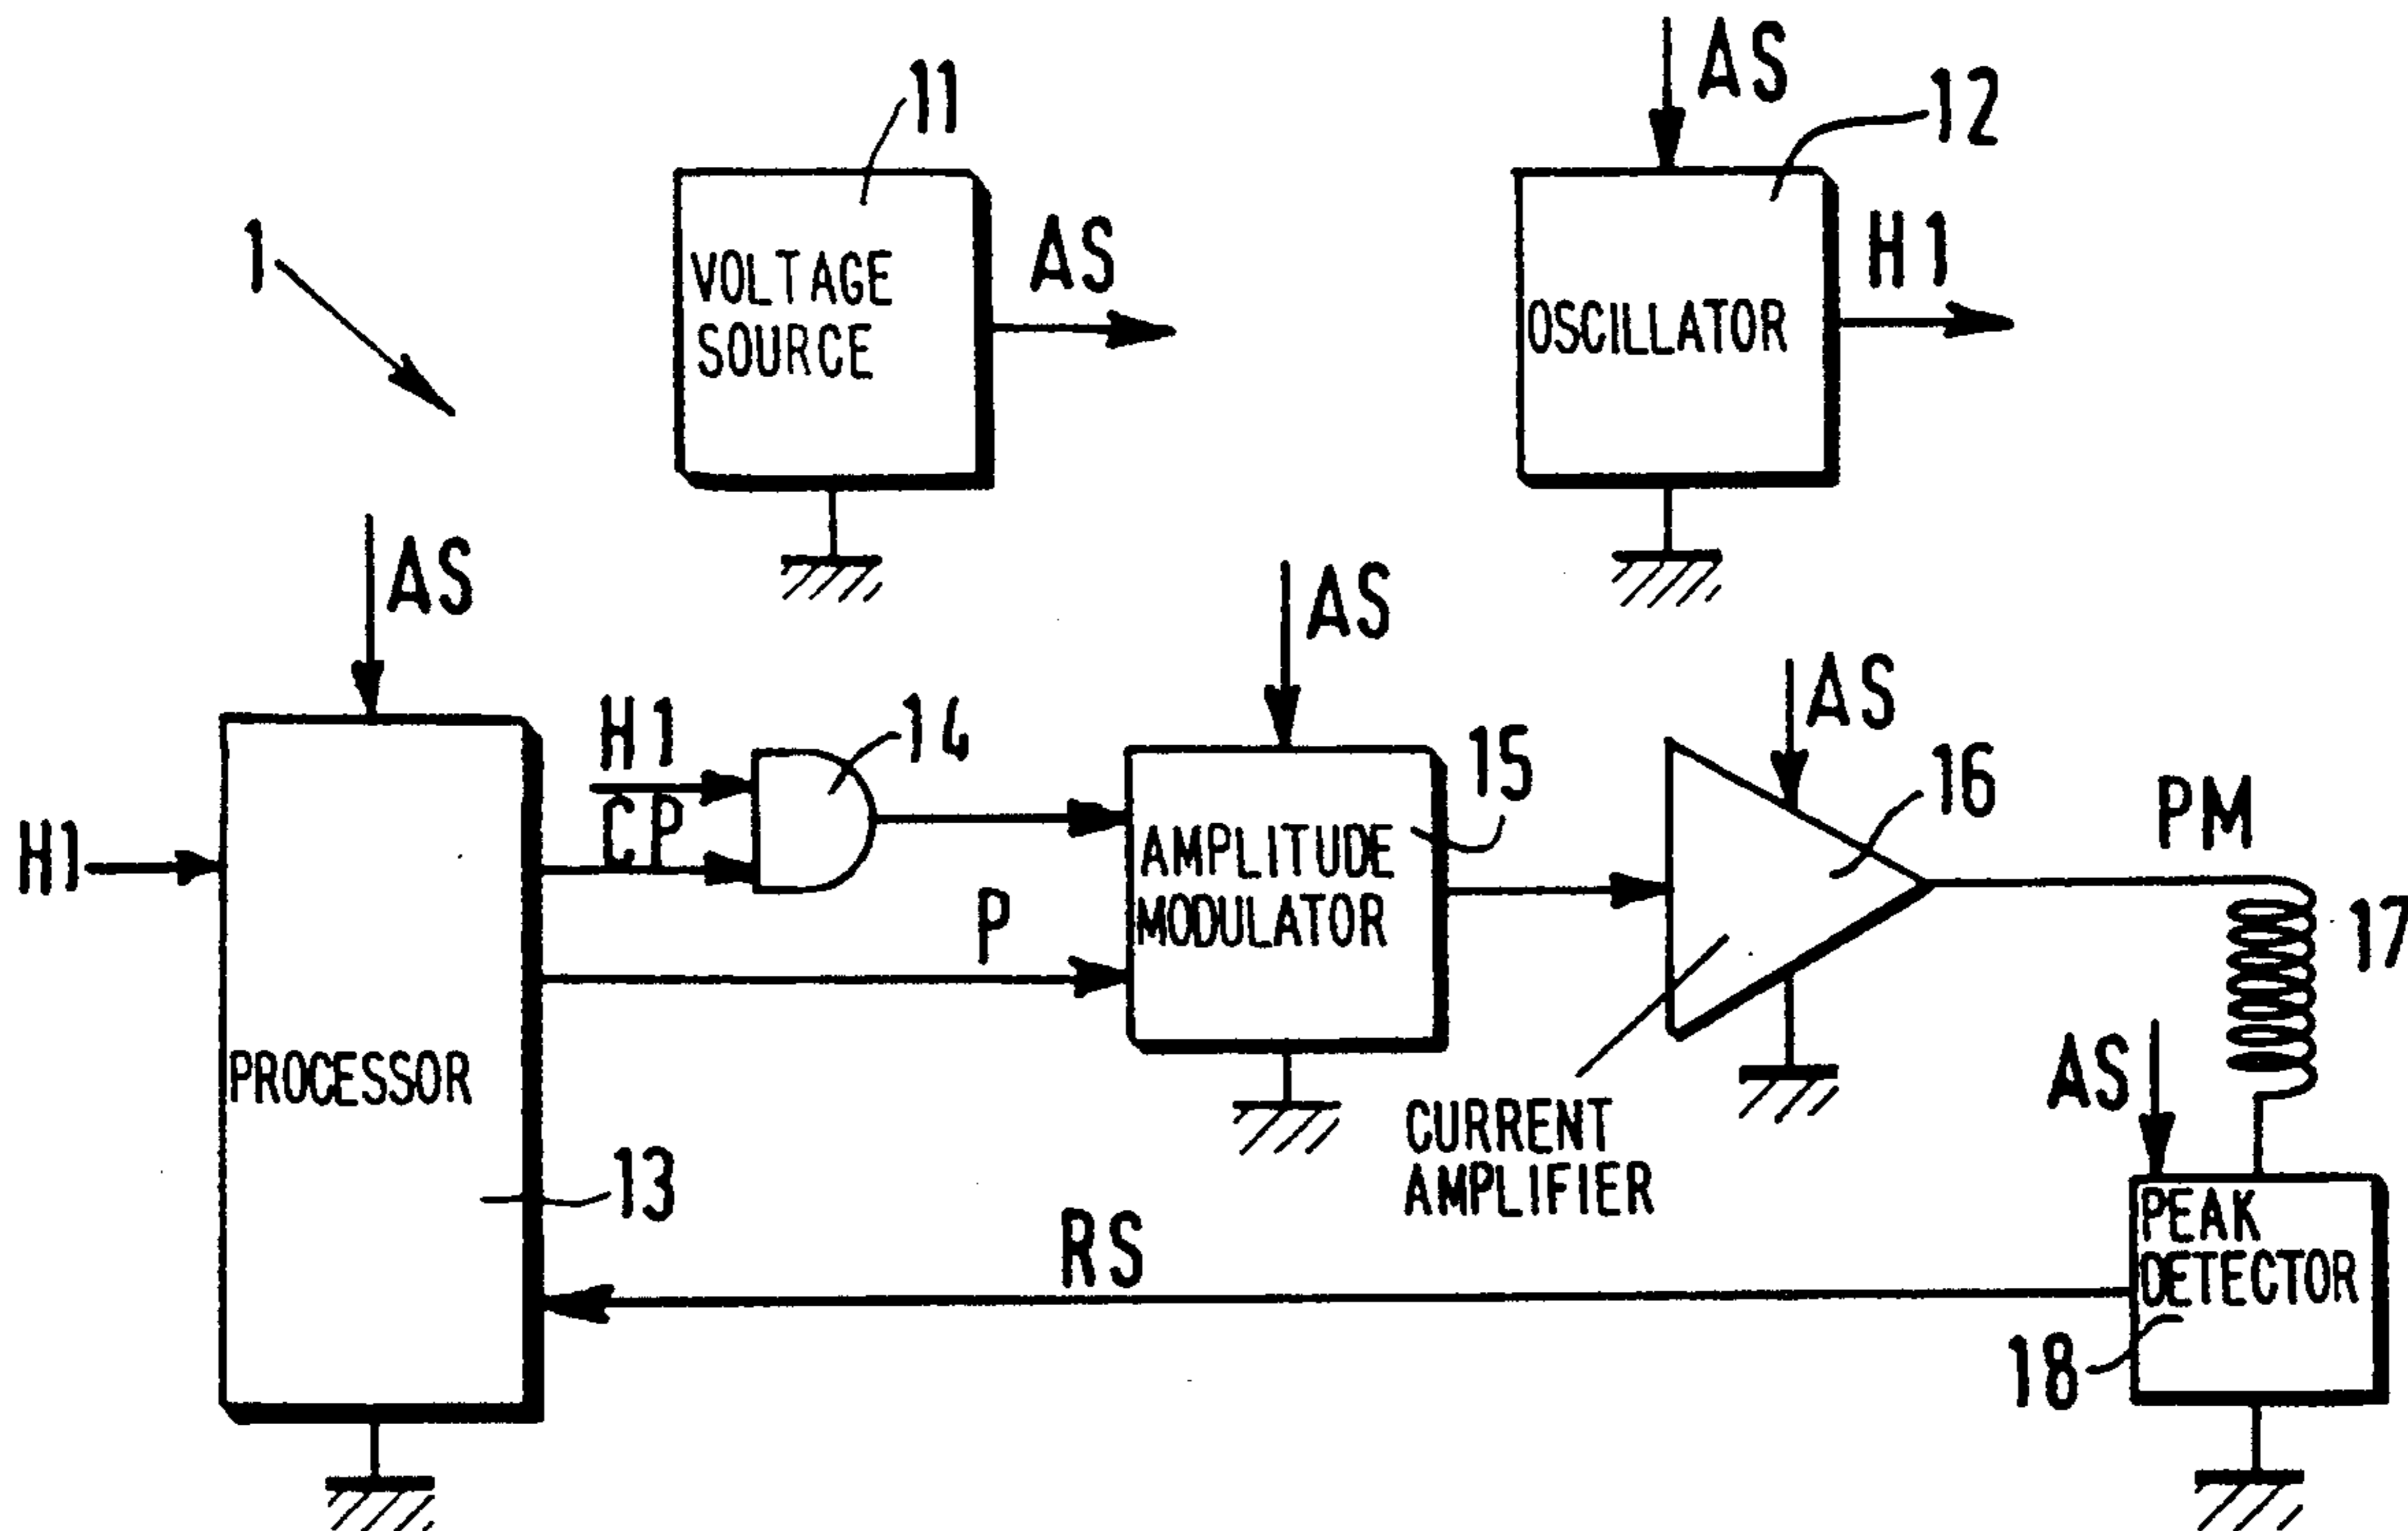 AS
11
12
1
VOLTAGE
SOURCE
AS
OSCILLATOR
H1
AS
AS
AS
H1
14
15
16
PM
H1
CP
AMPLITUDE
MODULATOR
P
17
PROCESSOR
AS
CURRENT
AMPLIFIER
13
RS
PEAK
DETECTOR
18